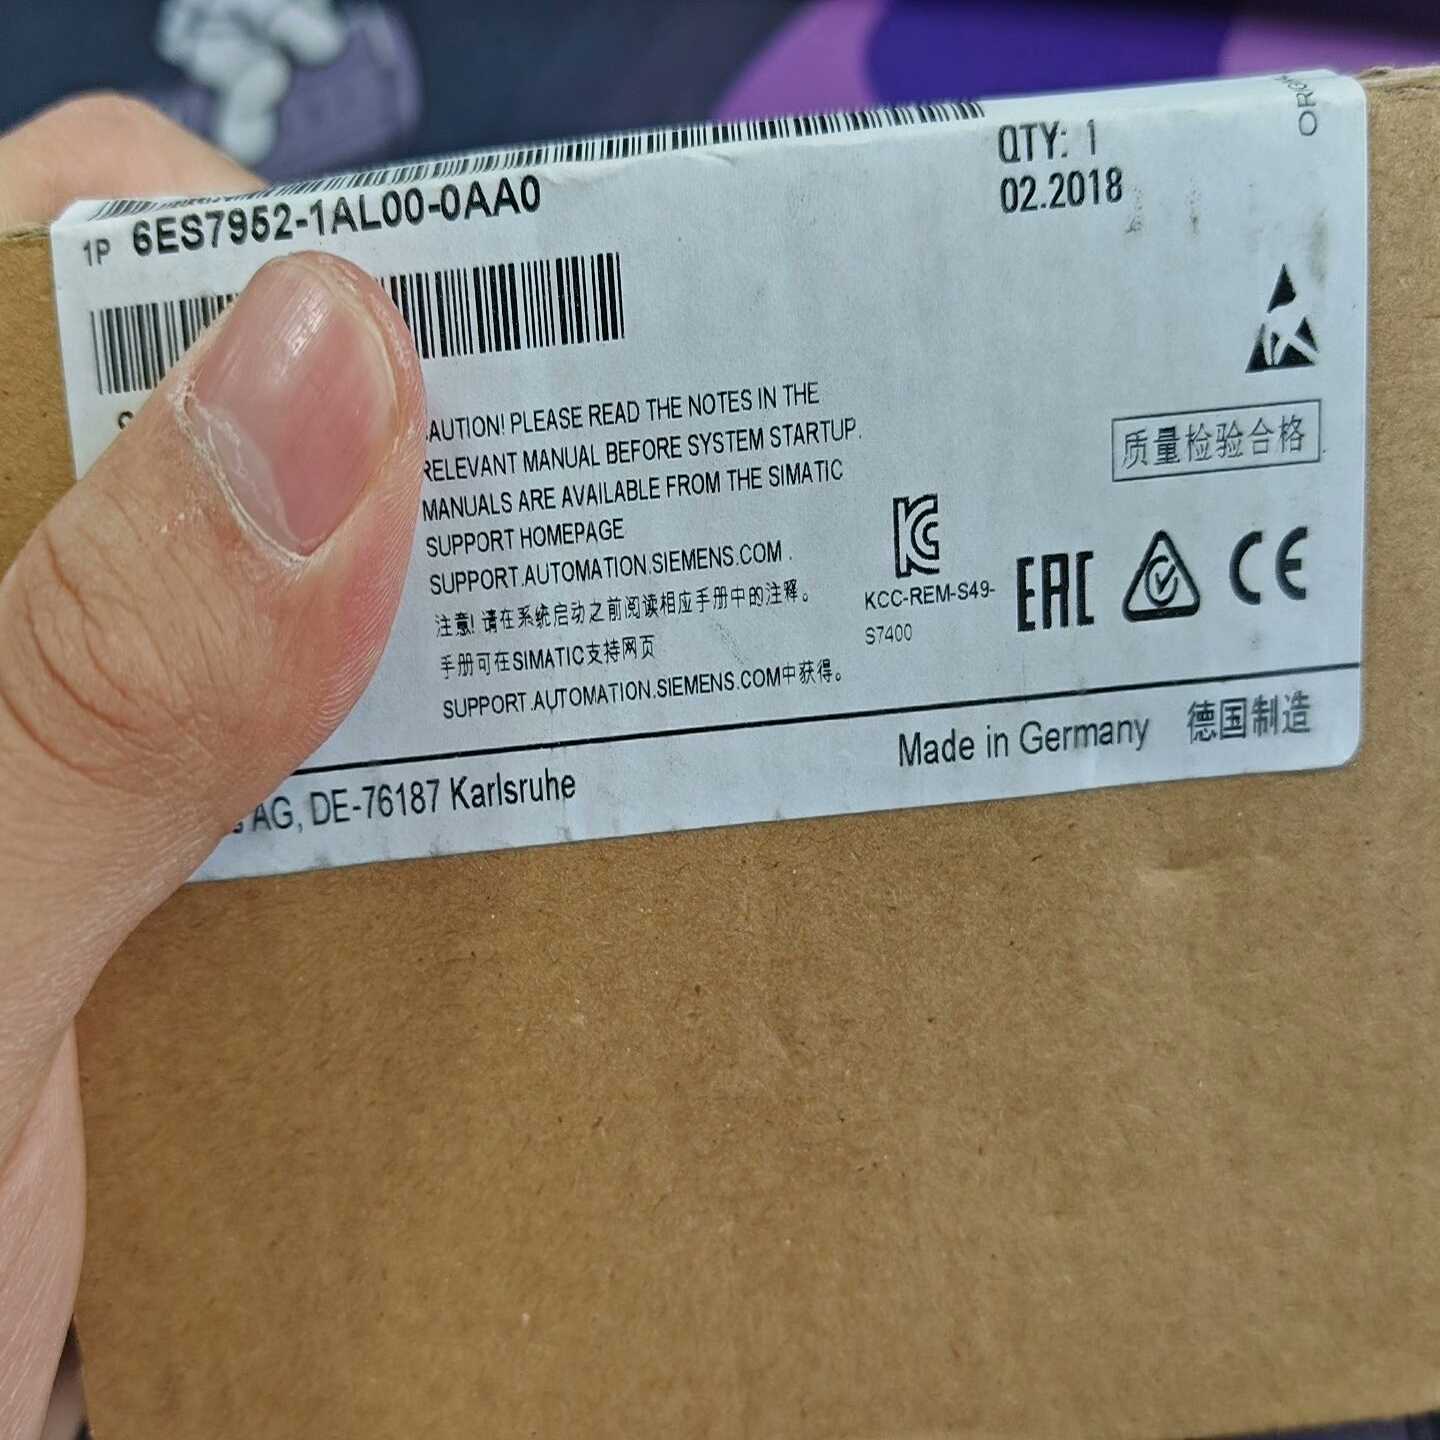 QTY: 1
02.2018
ORIGI
1P 6ES7952-1AL00-0AA0
S
CAUTION! PLEASE READ THE NOTES IN THE
RELEVANT MANUAL BEFORE SYSTEM STARTUP.
MANUALS ARE AVAILABLE FROM THE SIMATIC
SUPPORT HOMEPAGE
SUPPORT.AUTOMATION.SIEMENS.COM .
注意! 请在系统启动之前阅读相应手册中的注释。
手册可在SIMATIC支持网页
SUPPORT.AUTOMATION.SIEMENS.COM中获得。
质量检验合格
KC
KCC-REM-S49-
S7400
EAC
CE
AG, DE-76187 Karlsruhe
Made in Germany 德国制造